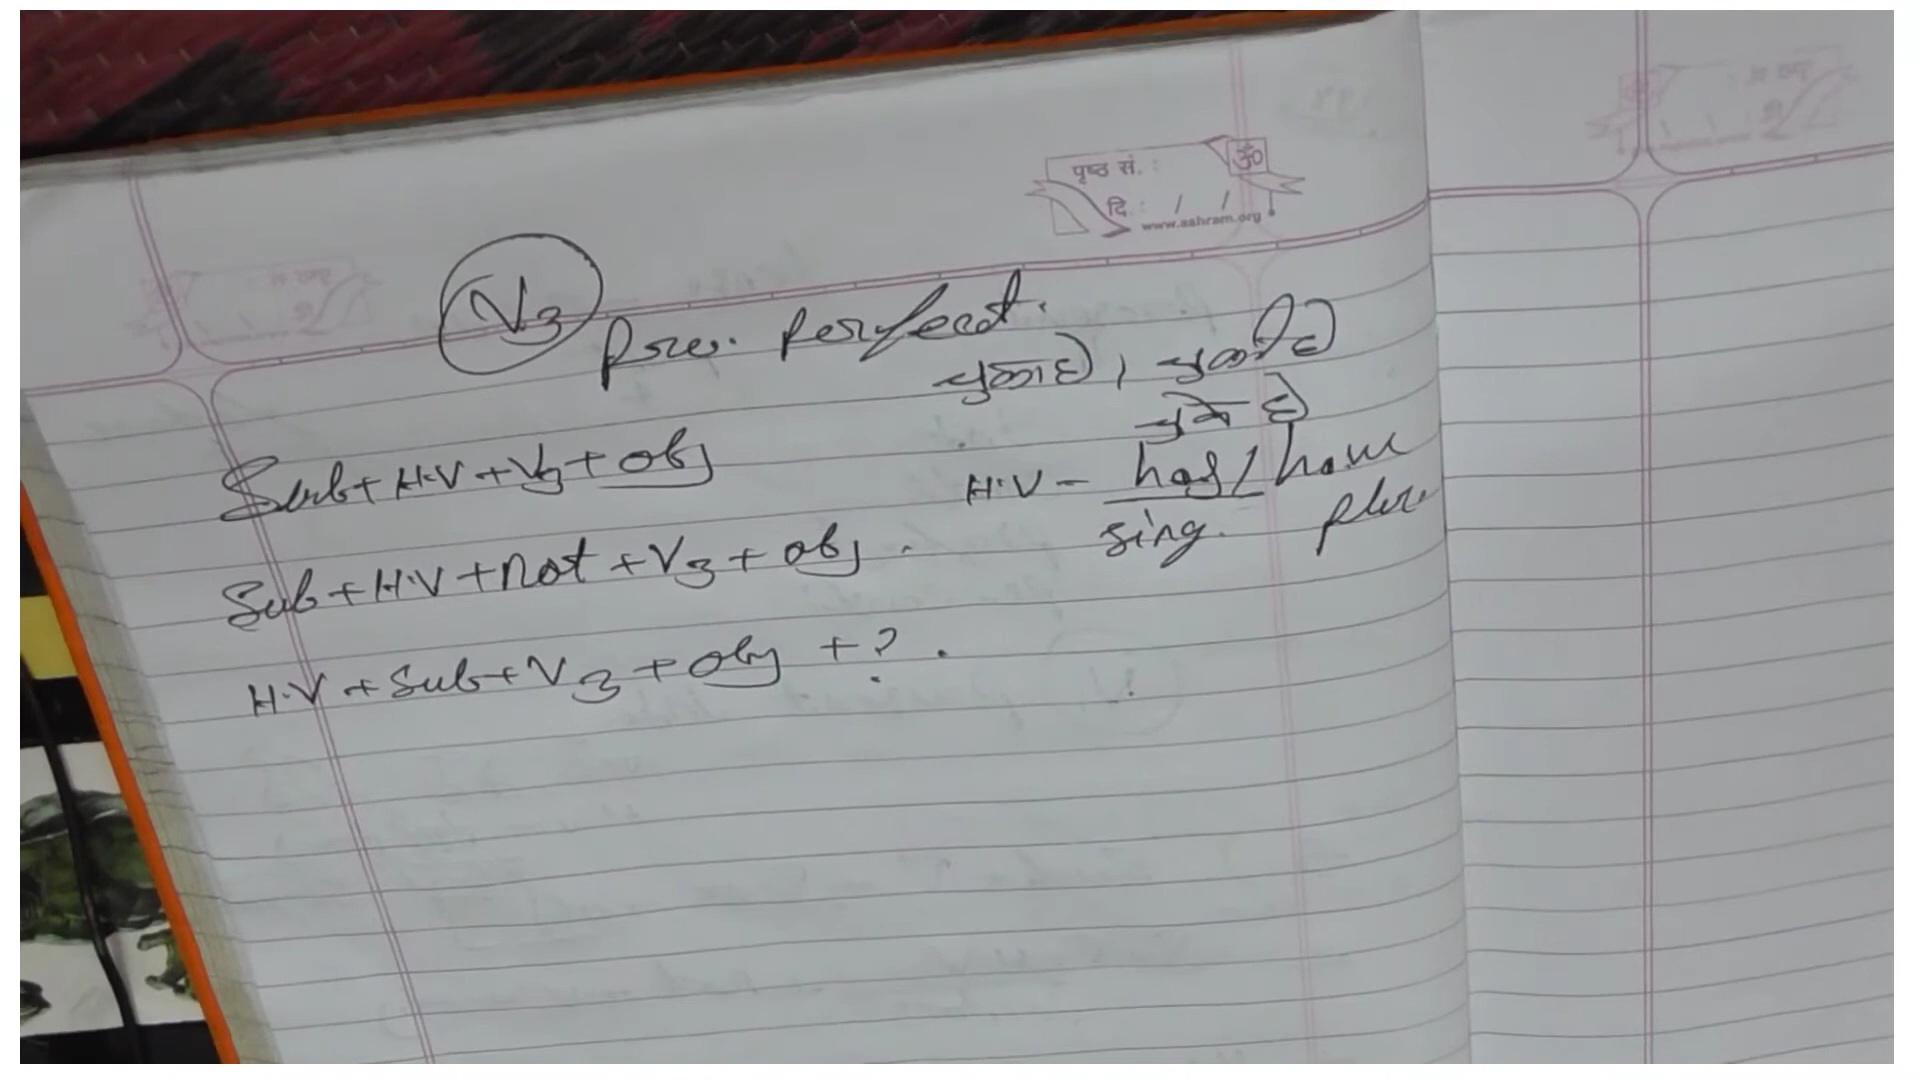 पृष्ठ सं. :
ॐ
दि. : / /
www.ashram.org
V3
Pre. Perfect.
चुका है, चुकी है
चुके है
Sub + H.V + V3 + obj
H.V - has / have
sing. plu
Sub + H.V + not + V3 + obj.
H.V + Sub + V3 + obj + ?.